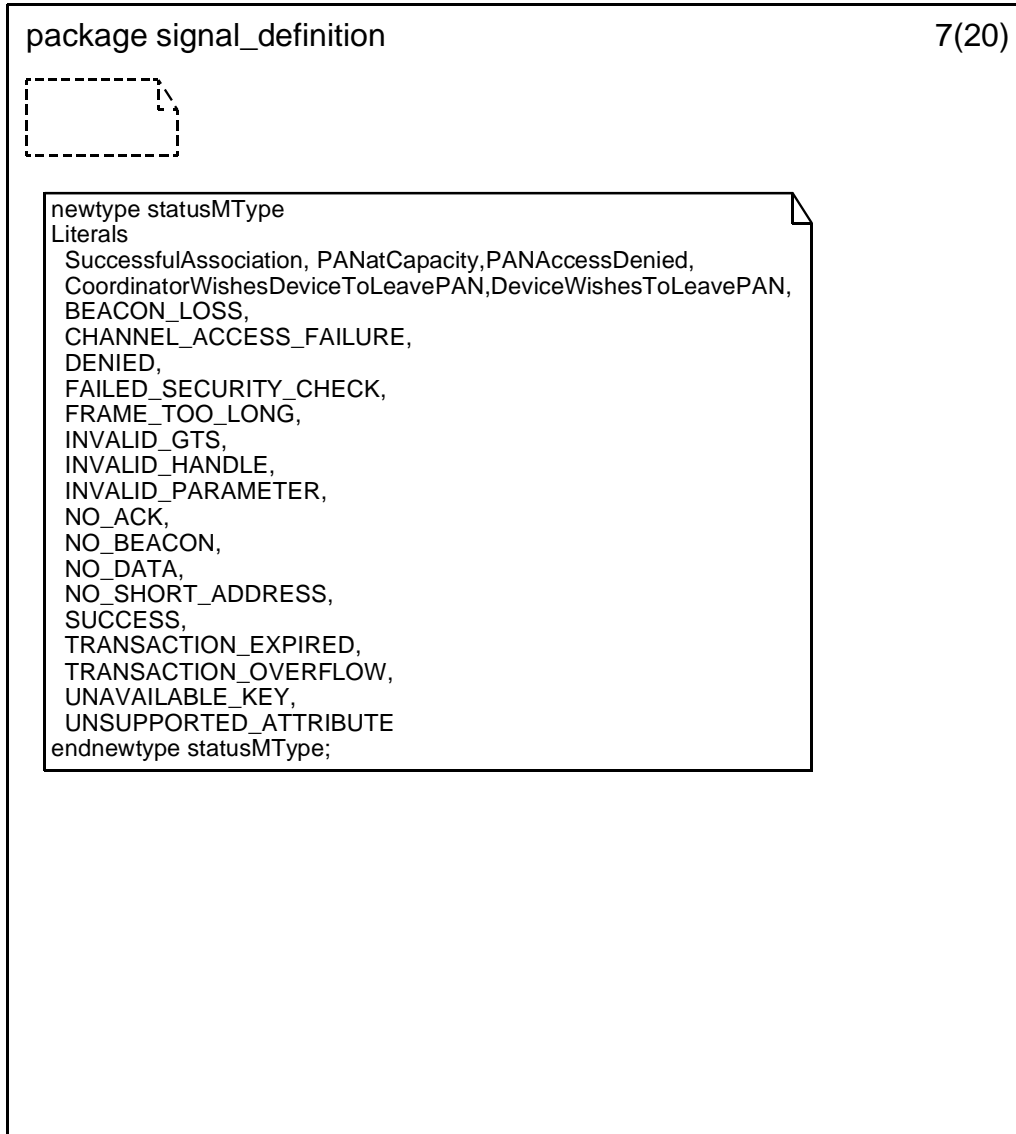 package signal_definition 7(20)
newtype statusMType
Literals
SuccessfulAssociation, PANatCapacity,PANAccessDenied,
CoordinatorWishesDeviceToLeavePAN,DeviceWishesToLeavePAN,
BEACON_LOSS,
CHANNEL_ACCESS_FAILURE,
DENIED,
FAILED_SECURITY_CHECK,
FRAME_TOO_LONG,
INVALID_GTS,
INVALID_HANDLE,
INVALID_PARAMETER,
NO_ACK,
NO_BEACON,
NO_DATA,
NO_SHORT_ADDRESS,
SUCCESS,
TRANSACTION_EXPIRED,
TRANSACTION_OVERFLOW,
UNAVAILABLE_KEY,
UNSUPPORTED_ATTRIBUTE
endnewtype statusMType;